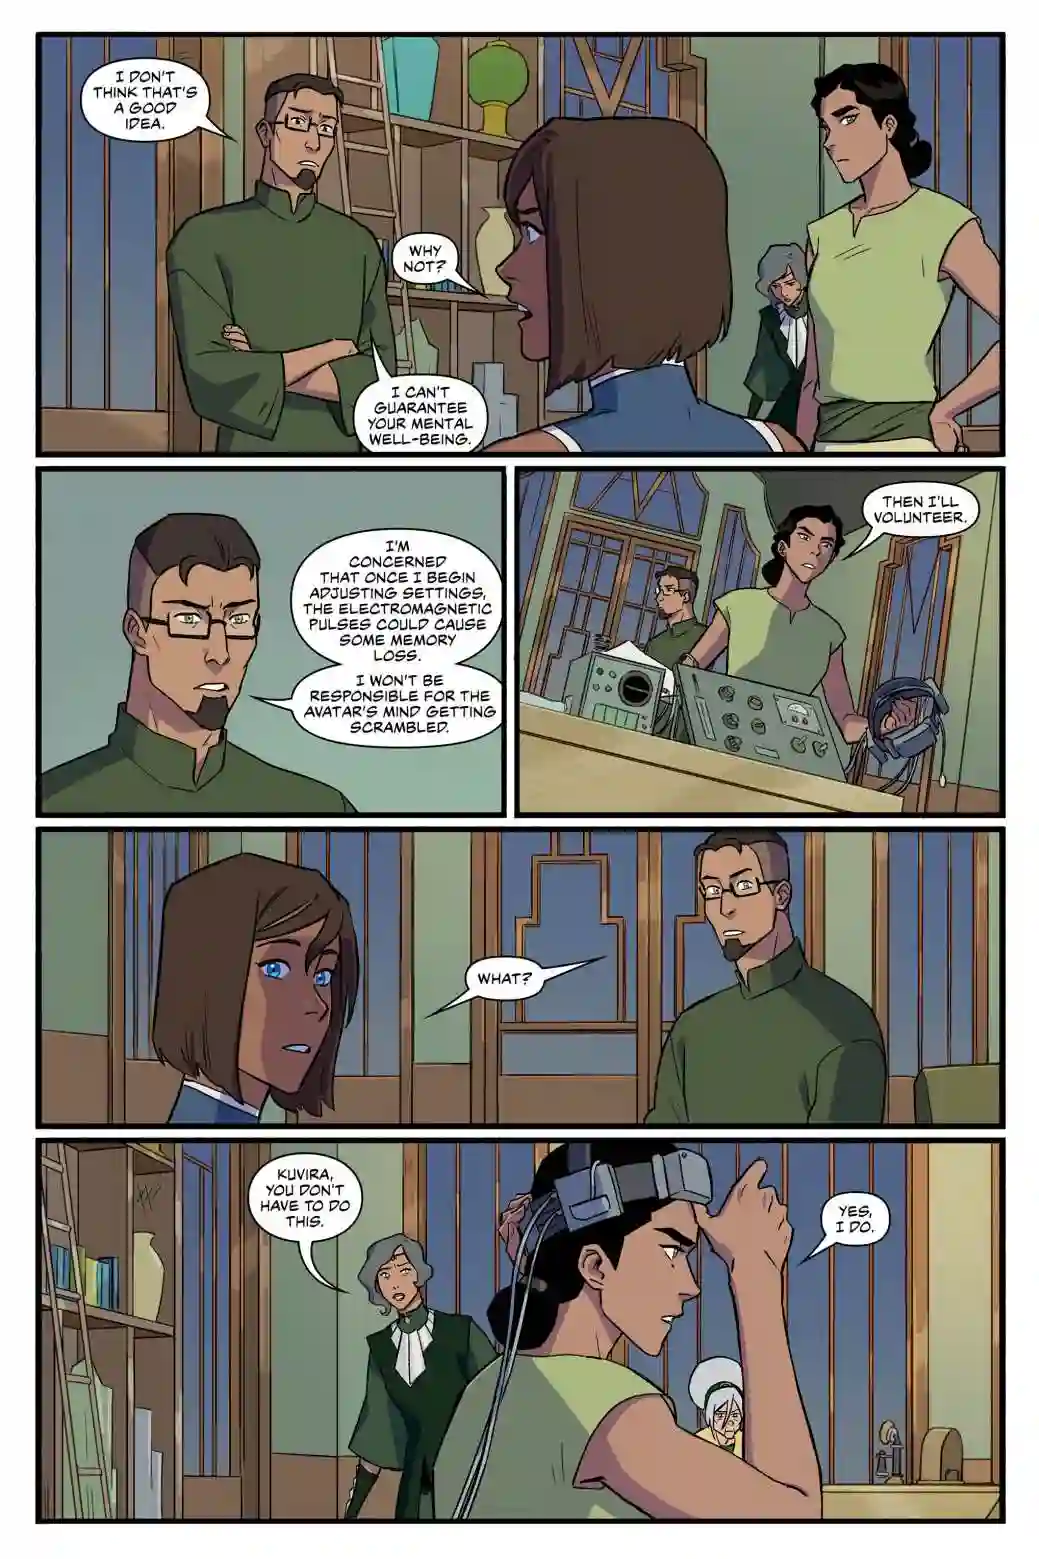 I DON'T
THINK THAT'S
A GOOD
IDEA.
WHY
NOT?
I CAN'T
GUARANTEE
YOUR MENTAL
WELL-BEING.
I'M
CONCERNED
THAT ONCE I BEGIN
ADJUSTING SETTINGS,
THE ELECTROMAGNETIC
PULSES COULD CAUSE
SOME MEMORY
LOSS.
I WON'T BE
RESPONSIBLE FOR THE
AVATAR'S MIND GETTING
SCRAMBLED.
THEN I'LL
VOLUNTEER.
WHAT?
KUVIRA,
YOU DON'T
HAVE TO DO
THIS.
YES,
I DO.